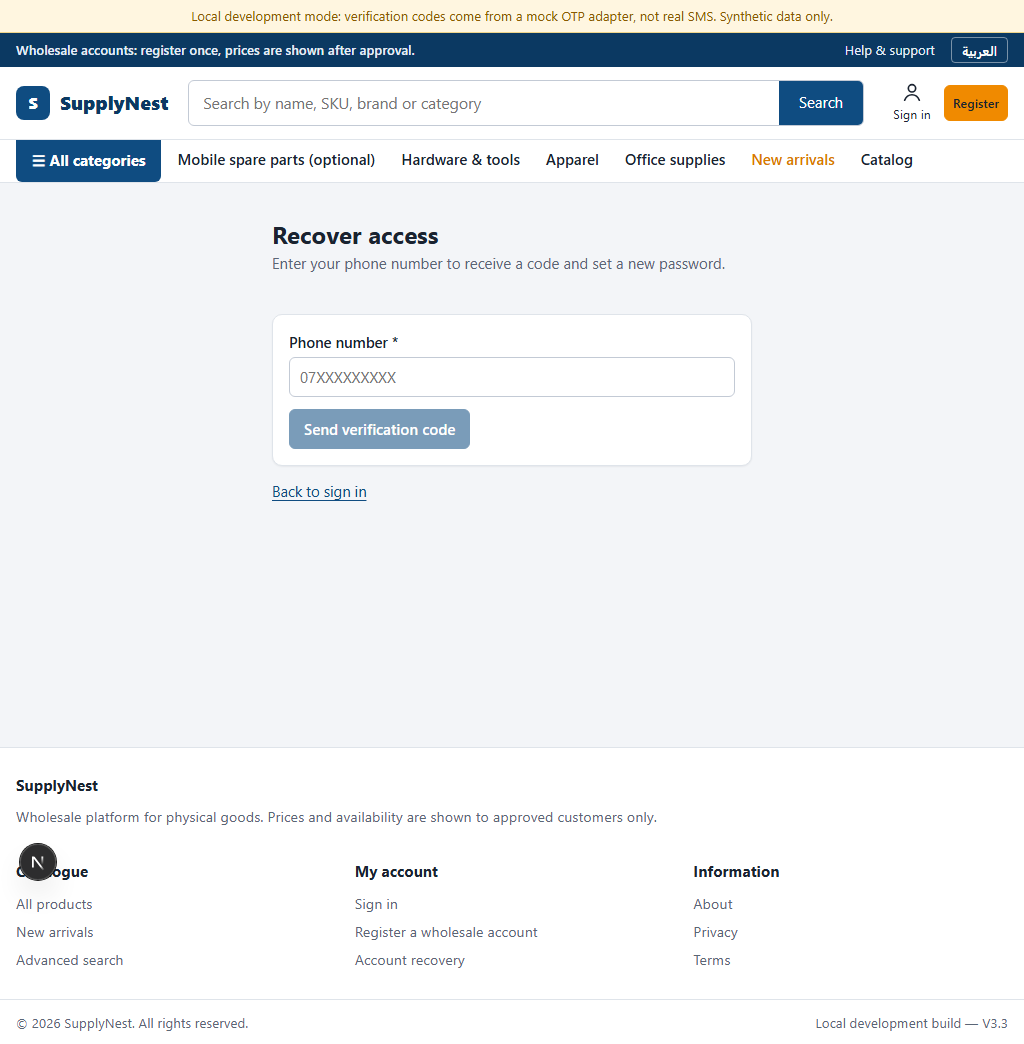 Local development mode: verification codes come from a mock OTP adapter, not real SMS. Synthetic data only.
Wholesale accounts: register once, prices are shown after approval.
Help & support
العربية
S
SupplyNest
Search by name, SKU, brand or category
Search
Sign in
Register
☰ All categories
Mobile spare parts (optional)
Hardware & tools
Apparel
Office supplies
New arrivals
Catalog
Recover access
Enter your phone number to receive a code and set a new password.
Phone number *
07XXXXXXXXX
Send verification code
Back to sign in
SupplyNest
Wholesale platform for physical goods. Prices and availability are shown to approved customers only.
N
My account
Information
All products
Sign in
About
New arrivals
Register a wholesale account
Privacy
Advanced search
Account recovery
Terms
© 2026 SupplyNest. All rights reserved.
Local development build — V3.3